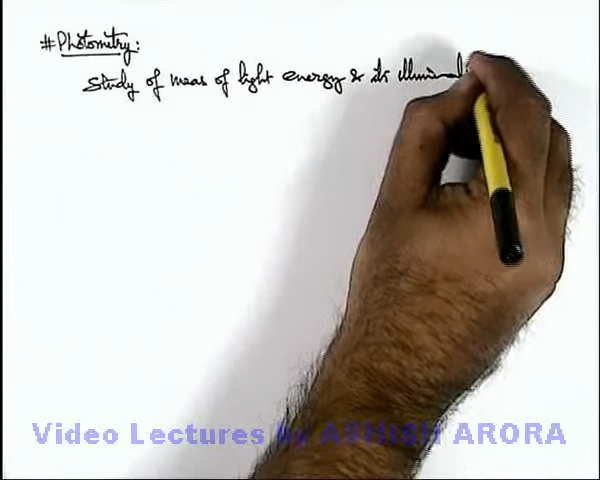 # Photometry:
Study of meas of light energy & its
Video Lectures by ASHISH ARORA